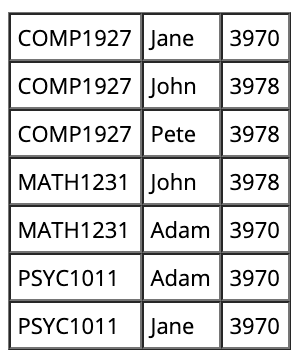 COMP1927 Jane 3970
COMP1927 John 3978
COMP1927 Pete 3978
MATH1231 John 3978
MATH1231 Adam 3970
PSYC1011 Adam 3970
PSYC1011 Jane 3970